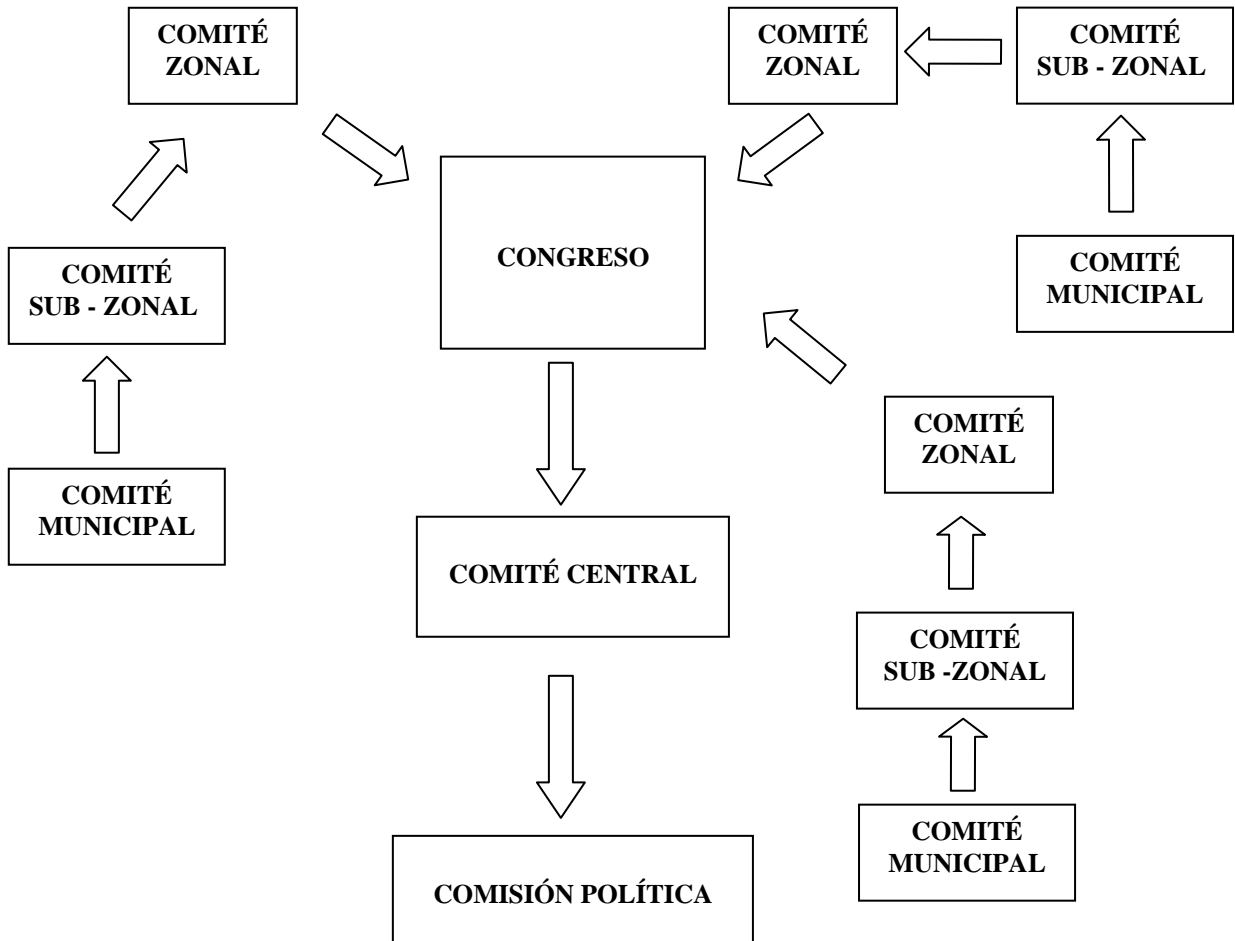 COMITÉ
ZONAL
COMITÉ
ZONAL
COMITÉ
SUB - ZONAL
CONGRESO
COMITÉ
SUB - ZONAL
COMITÉ
MUNICIPAL
COMITÉ
ZONAL
COMITÉ
MUNICIPAL
COMITÉ CENTRAL
COMITÉ
SUB -ZONAL
COMITÉ
MUNICIPAL
COMISIÓN POLÍTICA